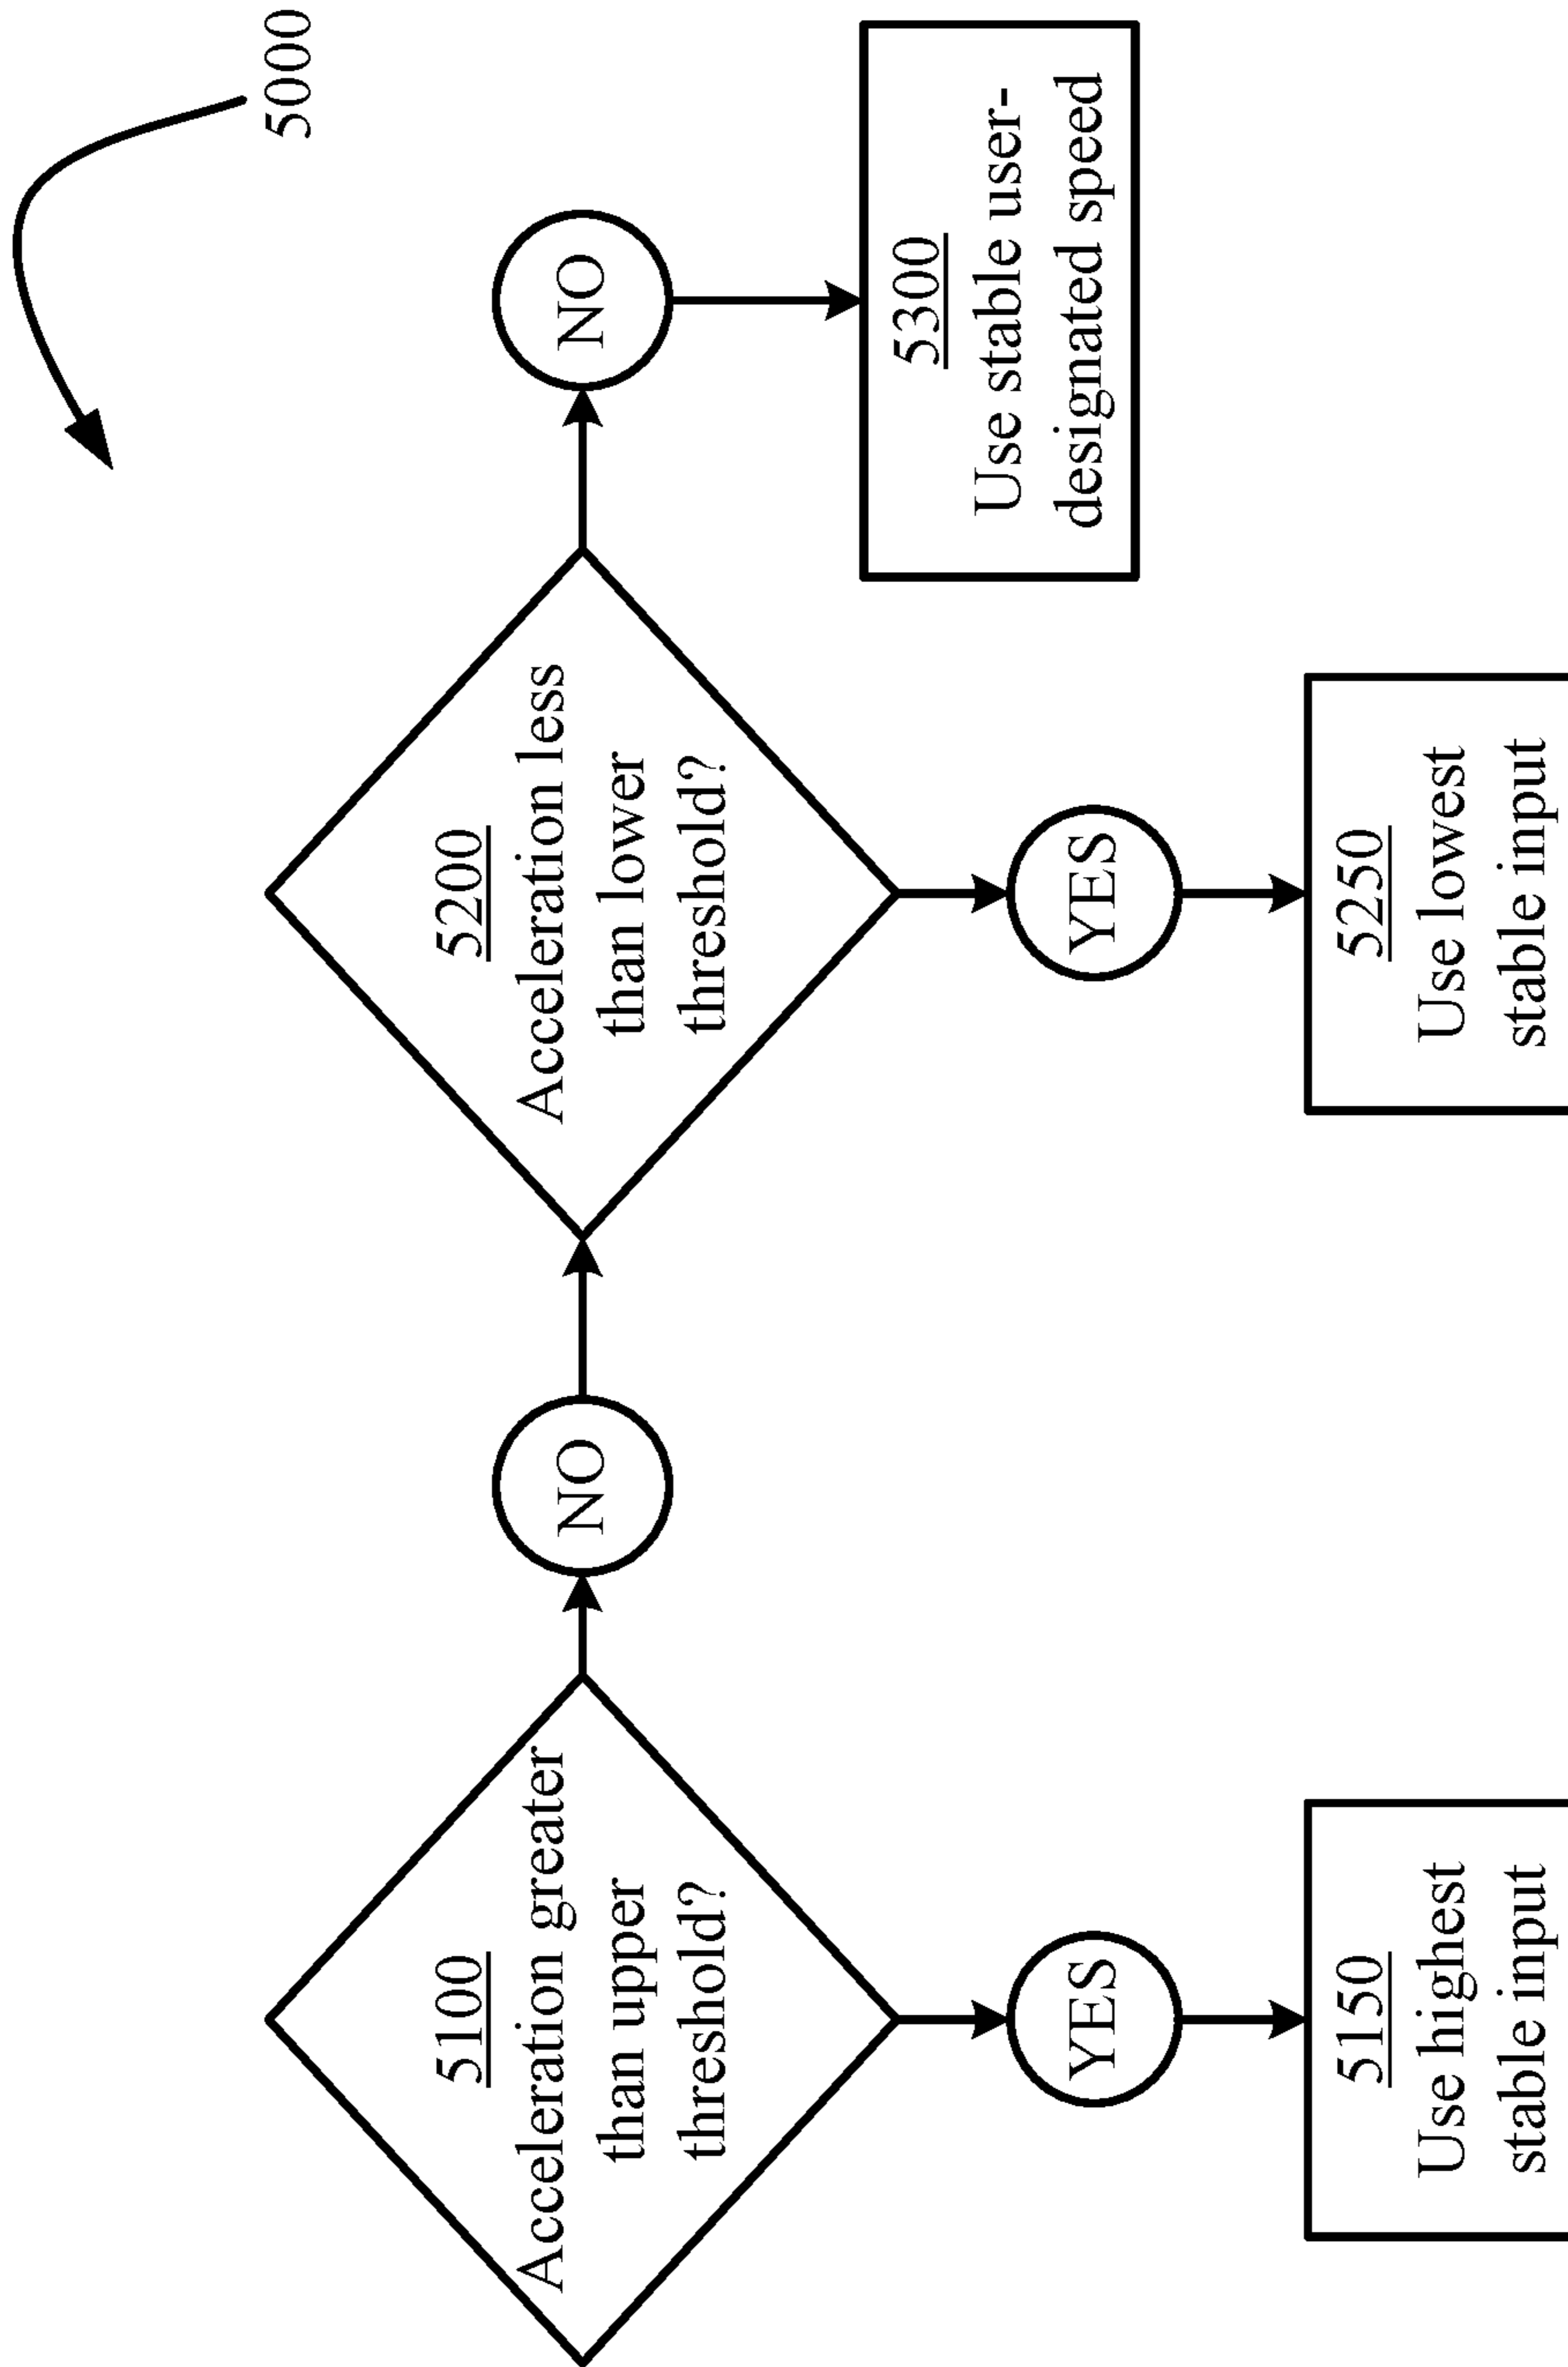 5000
5100
Acceleration greater
than upper
threshold?
NO
5200
Acceleration less
than lower
threshold?
NO
5300
Use stable user-
designated speed
YES
5150
Use highest
stable input
YES
5250
Use lowest
stable input